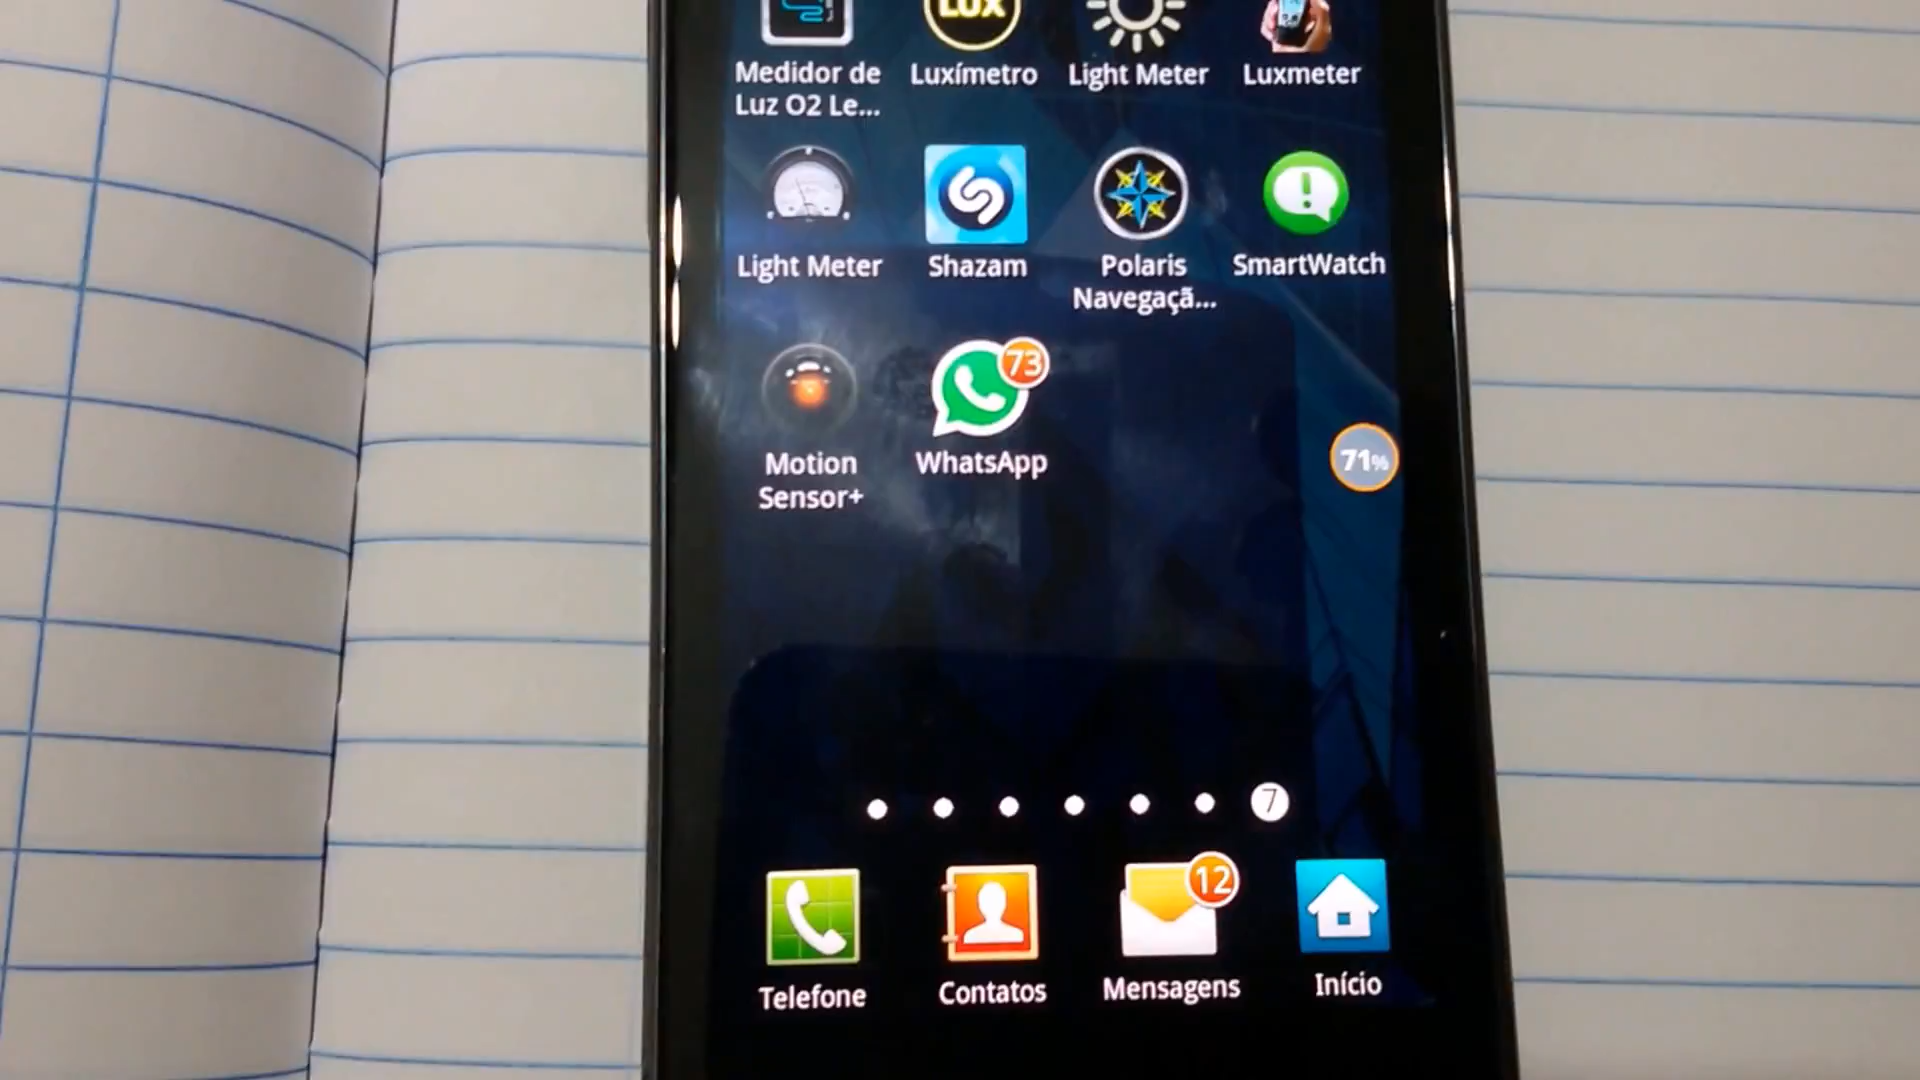 LUX
Medidor de
Luz O2 Le...
Luxímetro
Light Meter
Luxmeter
Light Meter
Shazam
Polaris
Navegaçã...
SmartWatch
73
Motion
Sensor+
WhatsApp
71%
7
12
Telefone
Contatos
Mensagens
Início